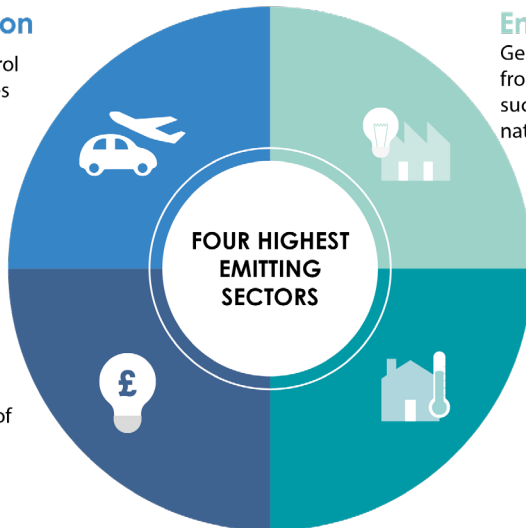 on
rol
s
En
Ge
fro
suc
nat
FOUR HIGHEST
EMITTING
SECTORS
£
of